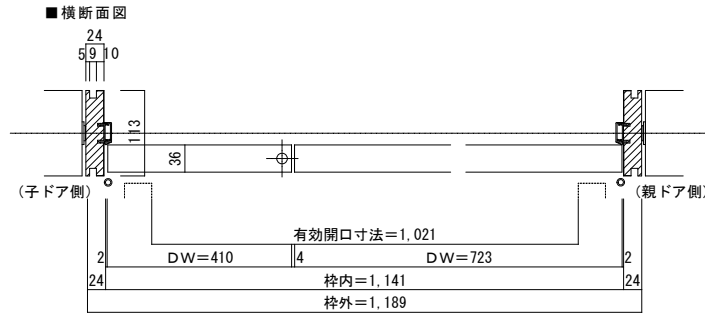 ■横断面図
24
5 9 10
113
36
(子ドア側)
(親ドア側)
有効開口寸法=1,021
2 DW=410 4 DW=723 2
24 枠内=1,141 24
枠外=1,189